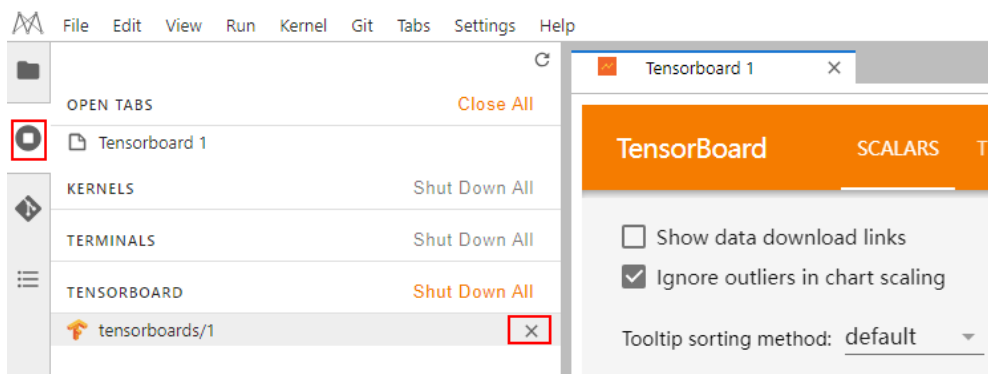 File Edit View Run Kernel Git Tabs Settings Help
OPEN TABS Close All
Tensorboard 1
KERNELS Shut Down All
TERMINALS Shut Down All
TENSORBOARD Shut Down All
tensorboards/1
Tensorboard 1
TensorBoard SCALARS T
Show data download links
Ignore outliers in chart scaling
Tooltip sorting method: default